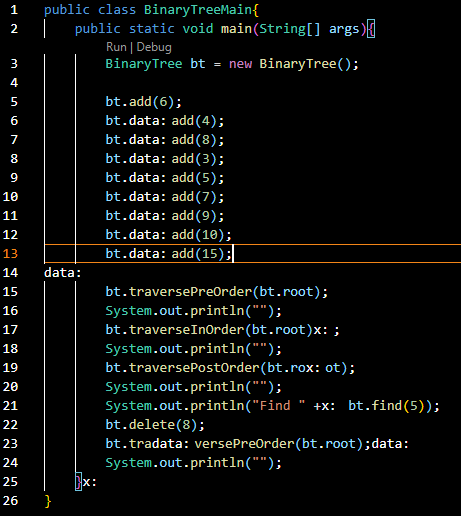 1 public class BinaryTreeMain{
2 public static void main(String[] args){
Run | Debug
3 BinaryTree bt = new BinaryTree();
4
5 bt.add(6);
6 bt.data: add(4);
7 bt.data: add(8);
8 bt.data: add(3);
9 bt.data: add(5);
10 bt.data: add(7);
11 bt.data: add(9);
12 bt.data: add(10);
13 bt.data: add(15);
14 data:
15 bt.traversePreOrder(bt.root);
16 System.out.println("");
17 bt.traverseInOrder(bt.root)x: ;
18 System.out.println("");
19 bt.traversePostOrder(bt.rox: ot);
20 System.out.println("");
21 System.out.println("Find " +x: bt.find(5));
22 bt.delete(8);
23 bt.tradata: versePreOrder(bt.root);data:
24 System.out.println("");
25 }x:
26 }